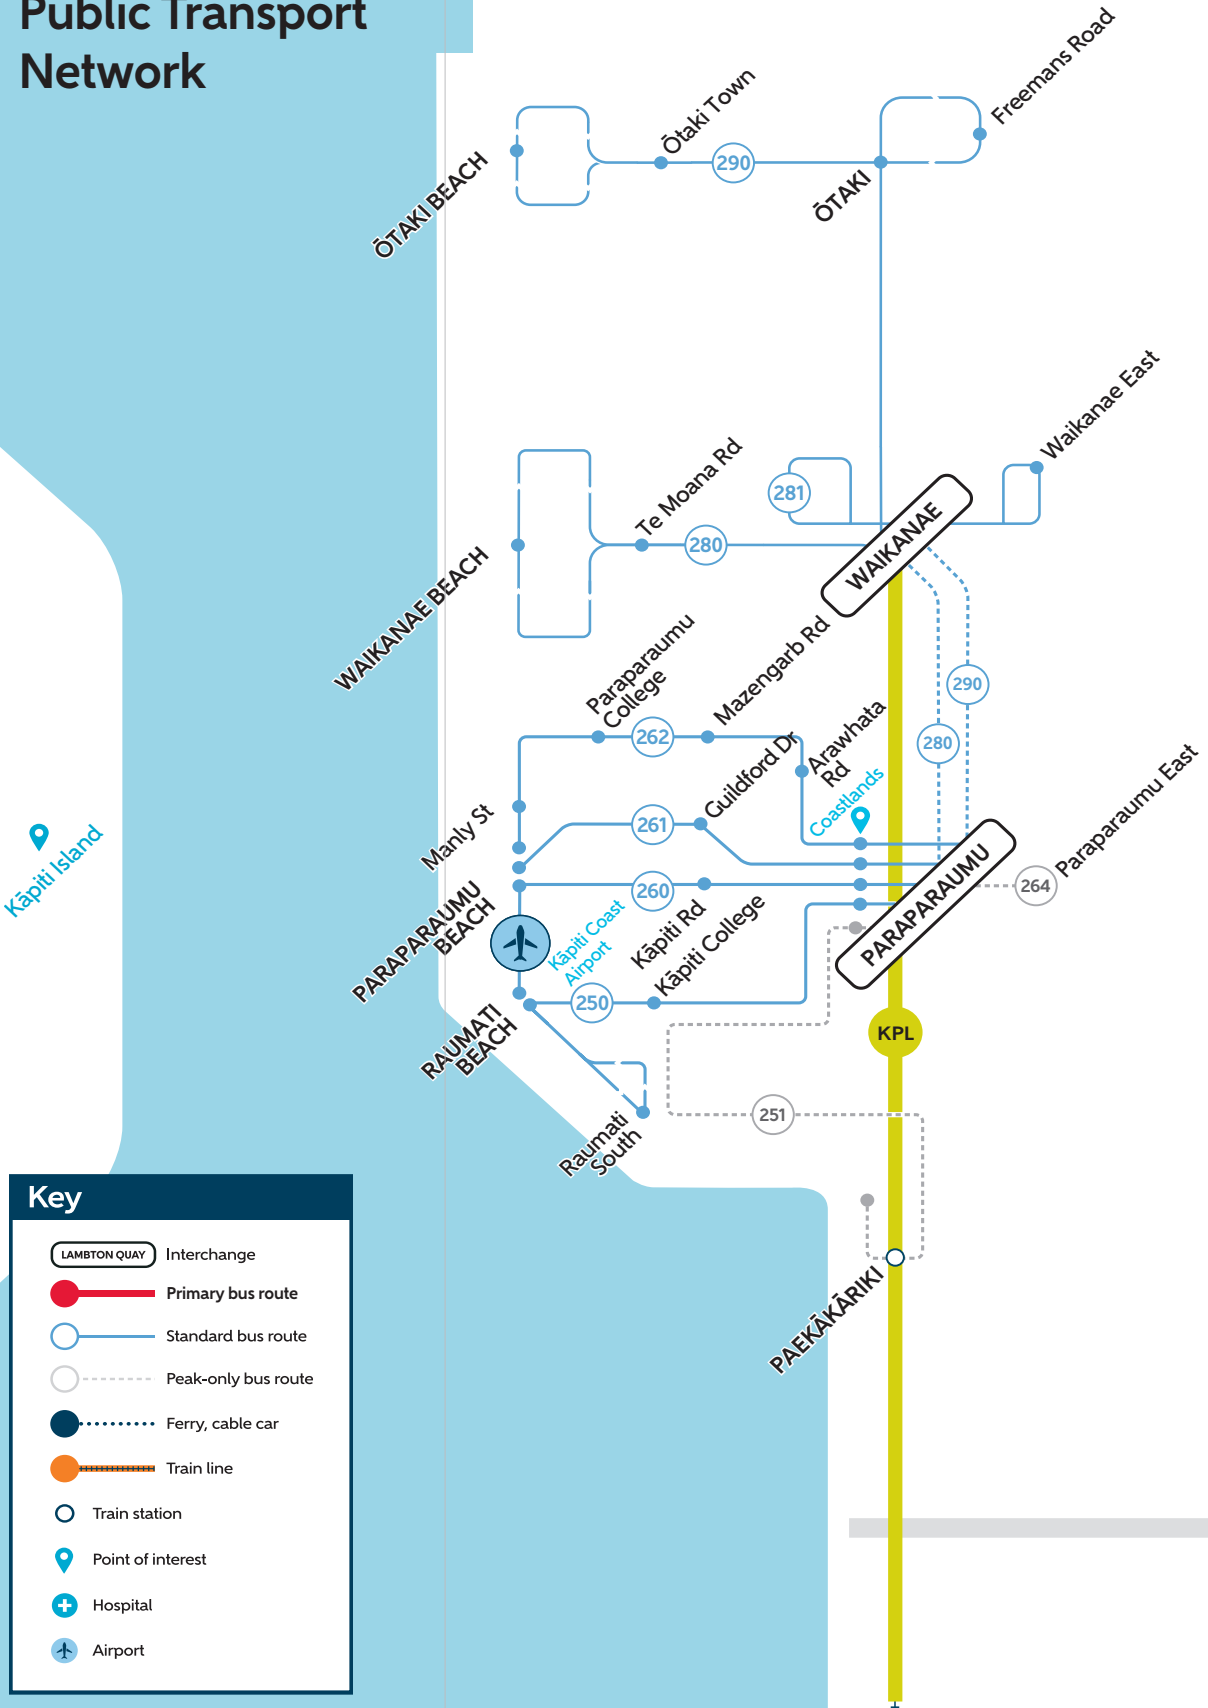 Public Transport
Network
Freemans Road
Ōtaki Town
290
ŌTAKI BEACH
ŌTAKI
Waikanae East
Te Moana Rd
281
WAIKANAE
280
WAIKANAE BEACH
Paraparaumu
College
Mazengarb Rd
290
262
280
Guildford Dr
Arawhata
Rd
Coastlands
Paraparaumu East
Manly St
261
Kāpiti Island
PARAPARAUMU
264
260
PARAPARAUMU
BEACH
Kāpiti Coast
Airport
Kāpiti Rd
Kāpiti College
250
RAUMATI
BEACH
KPL
251
Raumati
South
PAEKĀKĀRIKI
Key
LAMBTON QUAY Interchange
Primary bus route
Standard bus route
Peak-only bus route
Ferry, cable car
Train line
Train station
Point of interest
Hospital
Airport